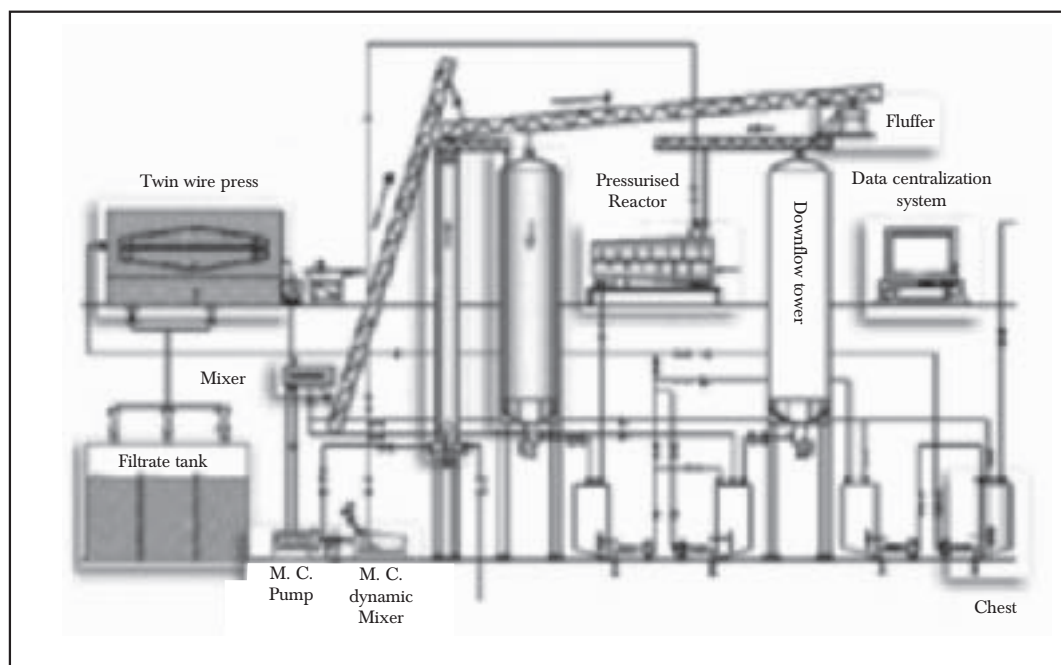 Fluffer
Twin wire press
Pressurised
Reactor
Data centralization
system
Downflow tower
Mixer
Filtrate tank
M. C.
Pump
M. C.
dynamic
Mixer
Chest